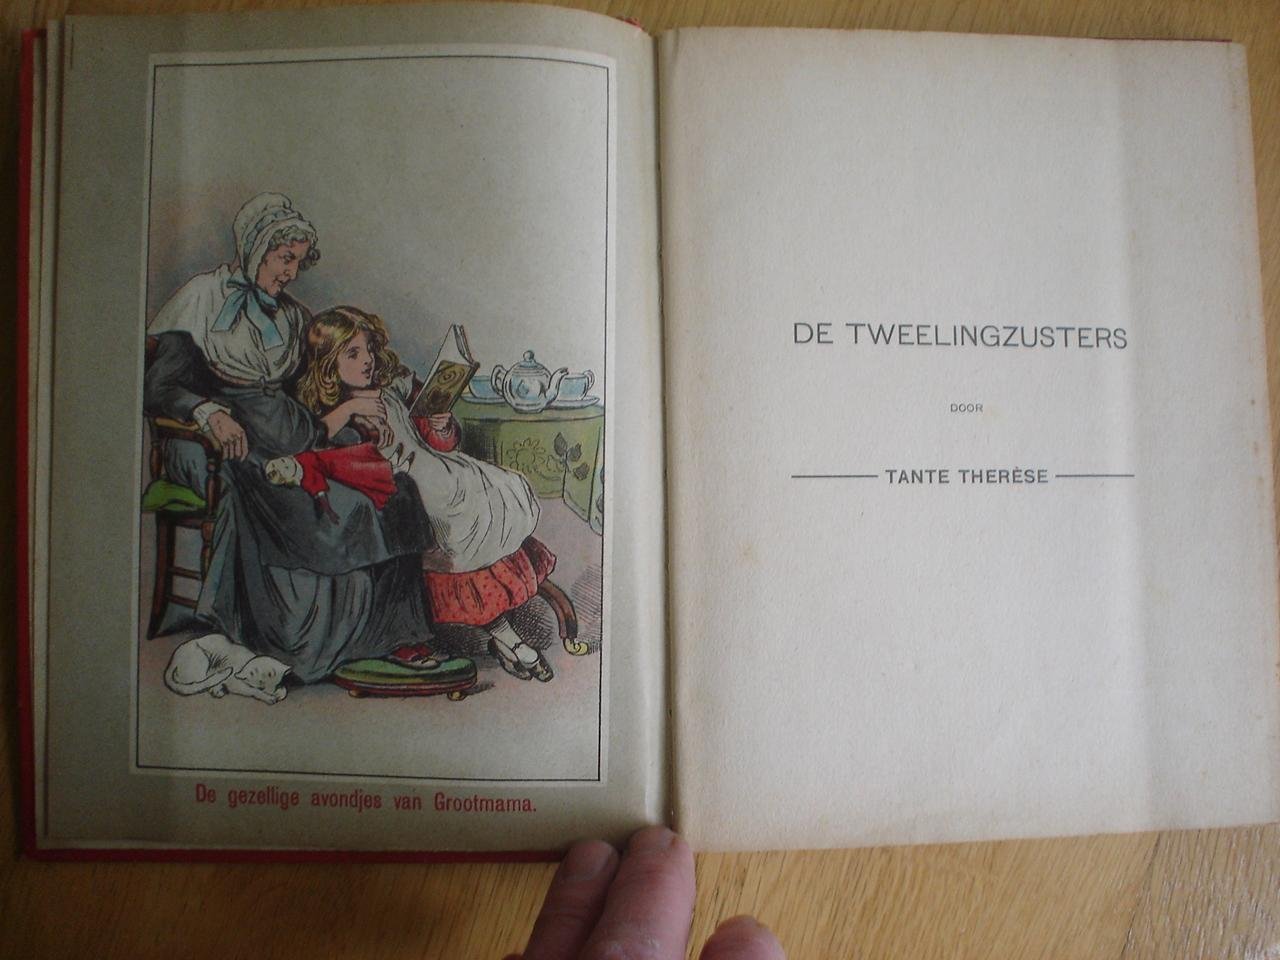 De gezellige avondjes van Grootmama.
DE TWEELINGZUSTERS
DOOR
TANTE THERÈSE